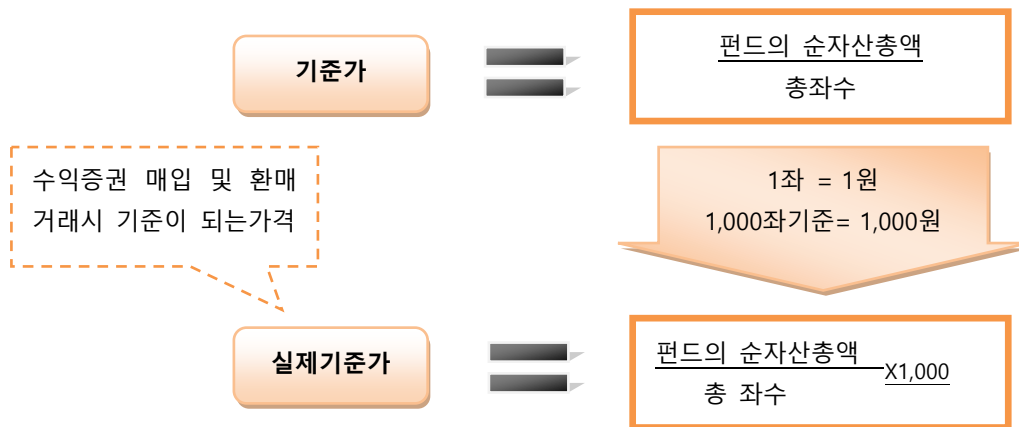 기준가
펀드의 순자산총액
총좌수
수익증권 매입 및 환매
거래시 기준이 되는가격
1좌 = 1원
1,000좌기준= 1,000원
실제기준가
펀드의 순자산총액
X1,000
총 좌수